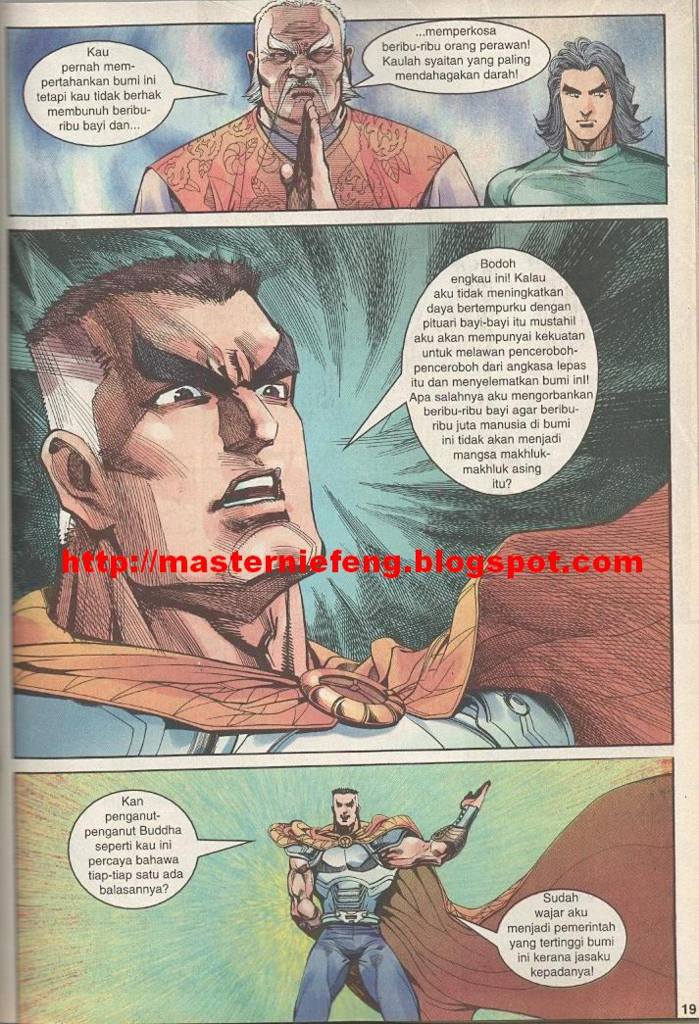 Kau
pernah mem-
pertahankan bumi ini
tetapi kau tidak berhak
membunuh beribu-
ribu bayi dan...
...memperkosa
beribu-ribu orang perawan!
Kaulah syaitan yang paling
mendahagakan darah!
Bodoh
engkau ini! Kalau
aku tidak meningkatkan
daya bertempurku dengan
pituari bayi-bayi itu mustahil
aku akan mempunyai kekuatan
untuk melawan penceroboh-
penceroboh dari angkasa lepas
itu dan menyelematkan bumi inI!
Apa salahnya aku mengorbankan
beribu-ribu bayi agar beribu-
ribu juta manusia di bumi
ini tidak akan menjadi
mangsa makhluk-
makhluk asing
itu?
http://masterniefeng.blogspot.com
Kan
penganut-
penganut Buddha
seperti kau ini
percaya bahawa
tiap-tiap satu ada
balasannya?
Sudah
wajar aku
menjadi pemerintah
yang tertinggi bumi
ini kerana jasaku
kepadanya!
19